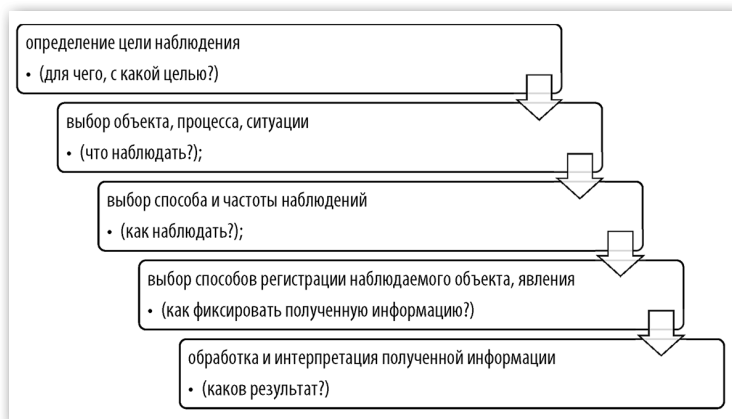 определение цели наблюдения
• (для чего, с какой целью?)
выбор объекта, процесса, ситуации
• (что наблюдать?);
выбор способа и частоты наблюдений
• (как наблюдать?);
выбор способов регистрации наблюдаемого объекта, явления
• (как фиксировать полученную информацию?)
обработка и интерпретация полученной информации
• (каков результат?)